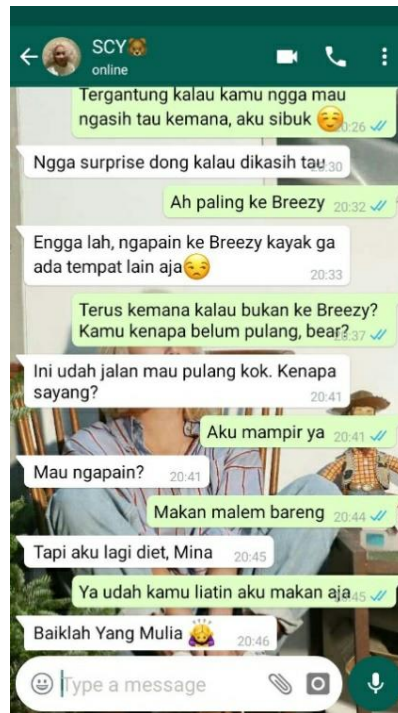 SCY🐻
online
Tergantung kalau kamu ngga mau
ngasih tau kemana, aku sibuk ☺️ 20:26
Ngga surprise dong kalau dikasih tau 20:30
Ah paling ke Breezy 20:32
Engga lah, ngapain ke Breezy kayak ga
ada tempat lain aja😒 20:33
Terus kemana kalau bukan ke Breezy?
Kamu kenapa belum pulang, bear? 20:37
Ini udah jalan mau pulang kok. Kenapa
sayang? 20:41
Aku mampir ya 20:41
Mau ngapain? 20:41
Makan malem bareng 20:44
Tapi aku lagi diet, Mina 20:45
Ya udah kamu liatin aku makan aja 20:45
Baiklah Yang Mulia 🙇 20:46
Type a message